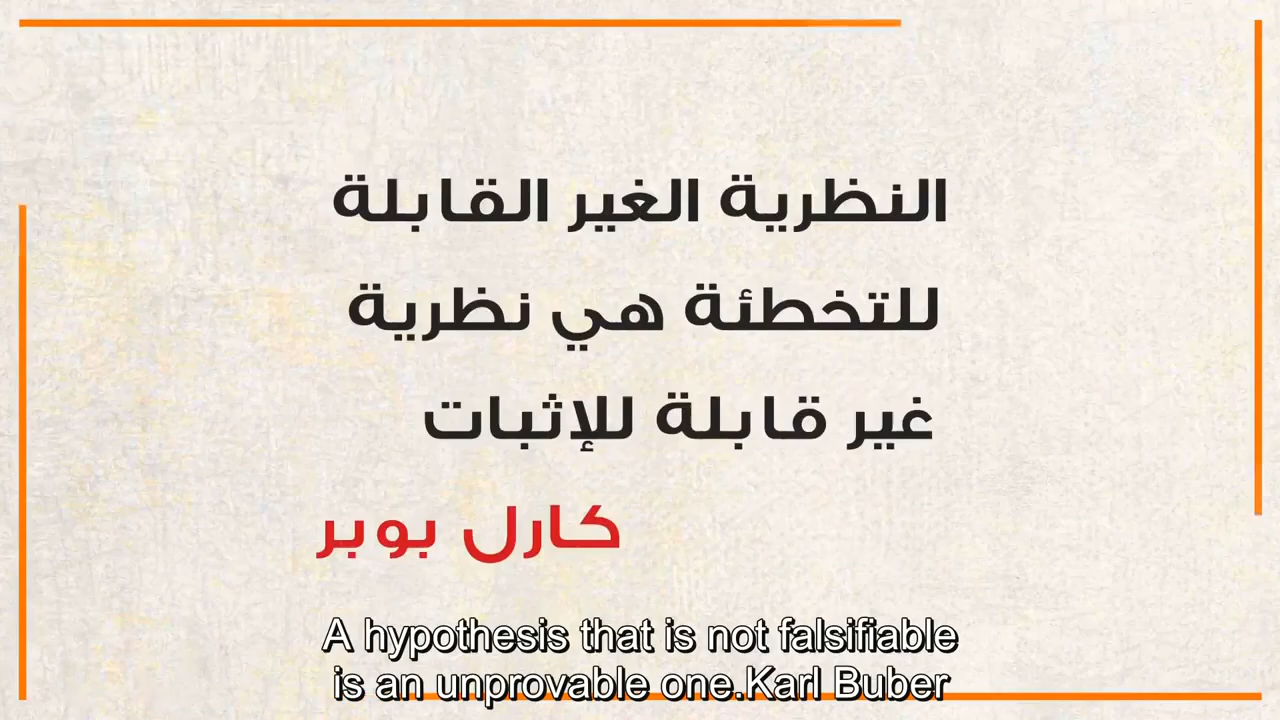 النظرية الغير القابلة
للتخطئة هي نظرية
غير قابلة للإثبات
كارل بوبر
A hypothesis that is not falsifiable
is an unprovable one.Karl Buber